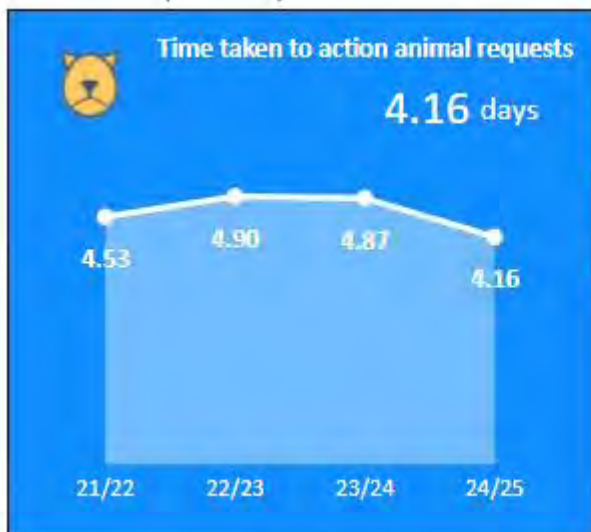 Time taken to action animal requests
4.16 days
4.53
4.90
4.87
4.16
21/22 22/23 23/24 24/25